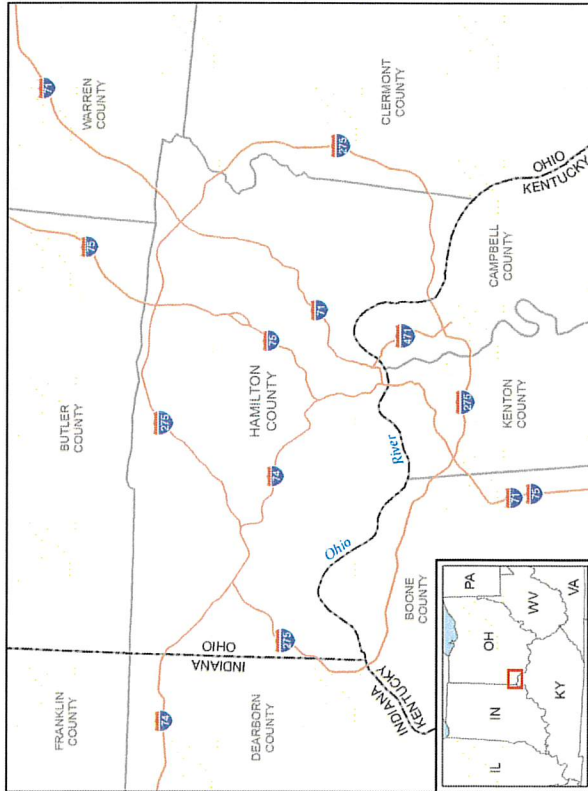 FRANKLIN
COUNTY
BUTLER
COUNTY
WARREN
COUNTY
71
75
74
275
INDIANA
OHIO
275
HAMILTON
COUNTY
75
74
71
275
CLERMONT
COUNTY
DEARBORN
COUNTY
275
Ohio
River
INDIANA
KENTUCKY
BOONE
COUNTY
471
CAMPBELL
COUNTY
OHIO
KENTUCKY
275
KENTON
COUNTY
71
75
IL
IN
OH
PA
WV
KY
VA